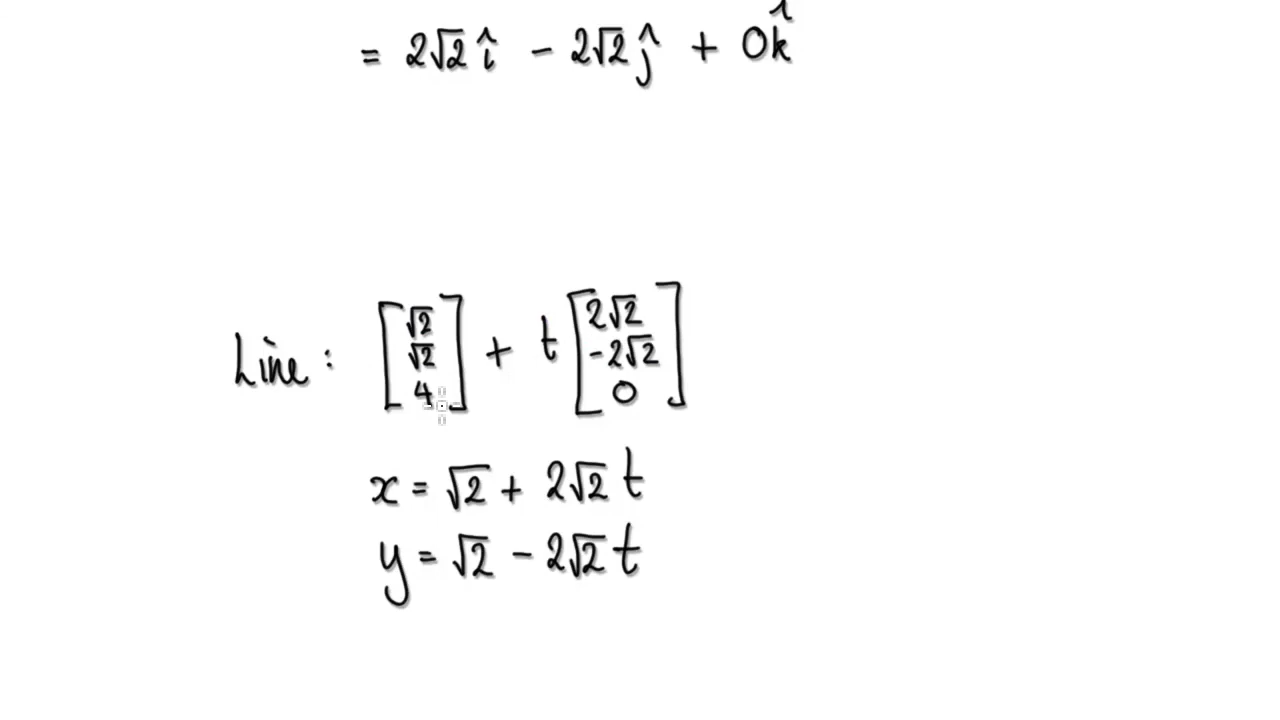 = 2√2 î - 2√2 ĵ + 0k̂
Line: [√2 √2 4] + t [2√2 -2√2 0]
x = √2 + 2√2 t
y = √2 - 2√2 t